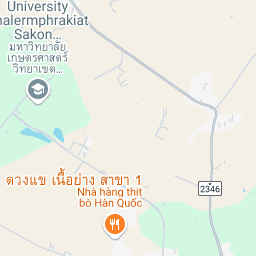 University
nalermphrakiat
Sakon...
มหาวิทยาลัย
เกษตรศาสตร์
วิทยาเขต...
ดวงแข เนื้อย่าง สาขา 1
Nhà hàng thịt
bò Hàn Quốc
2346